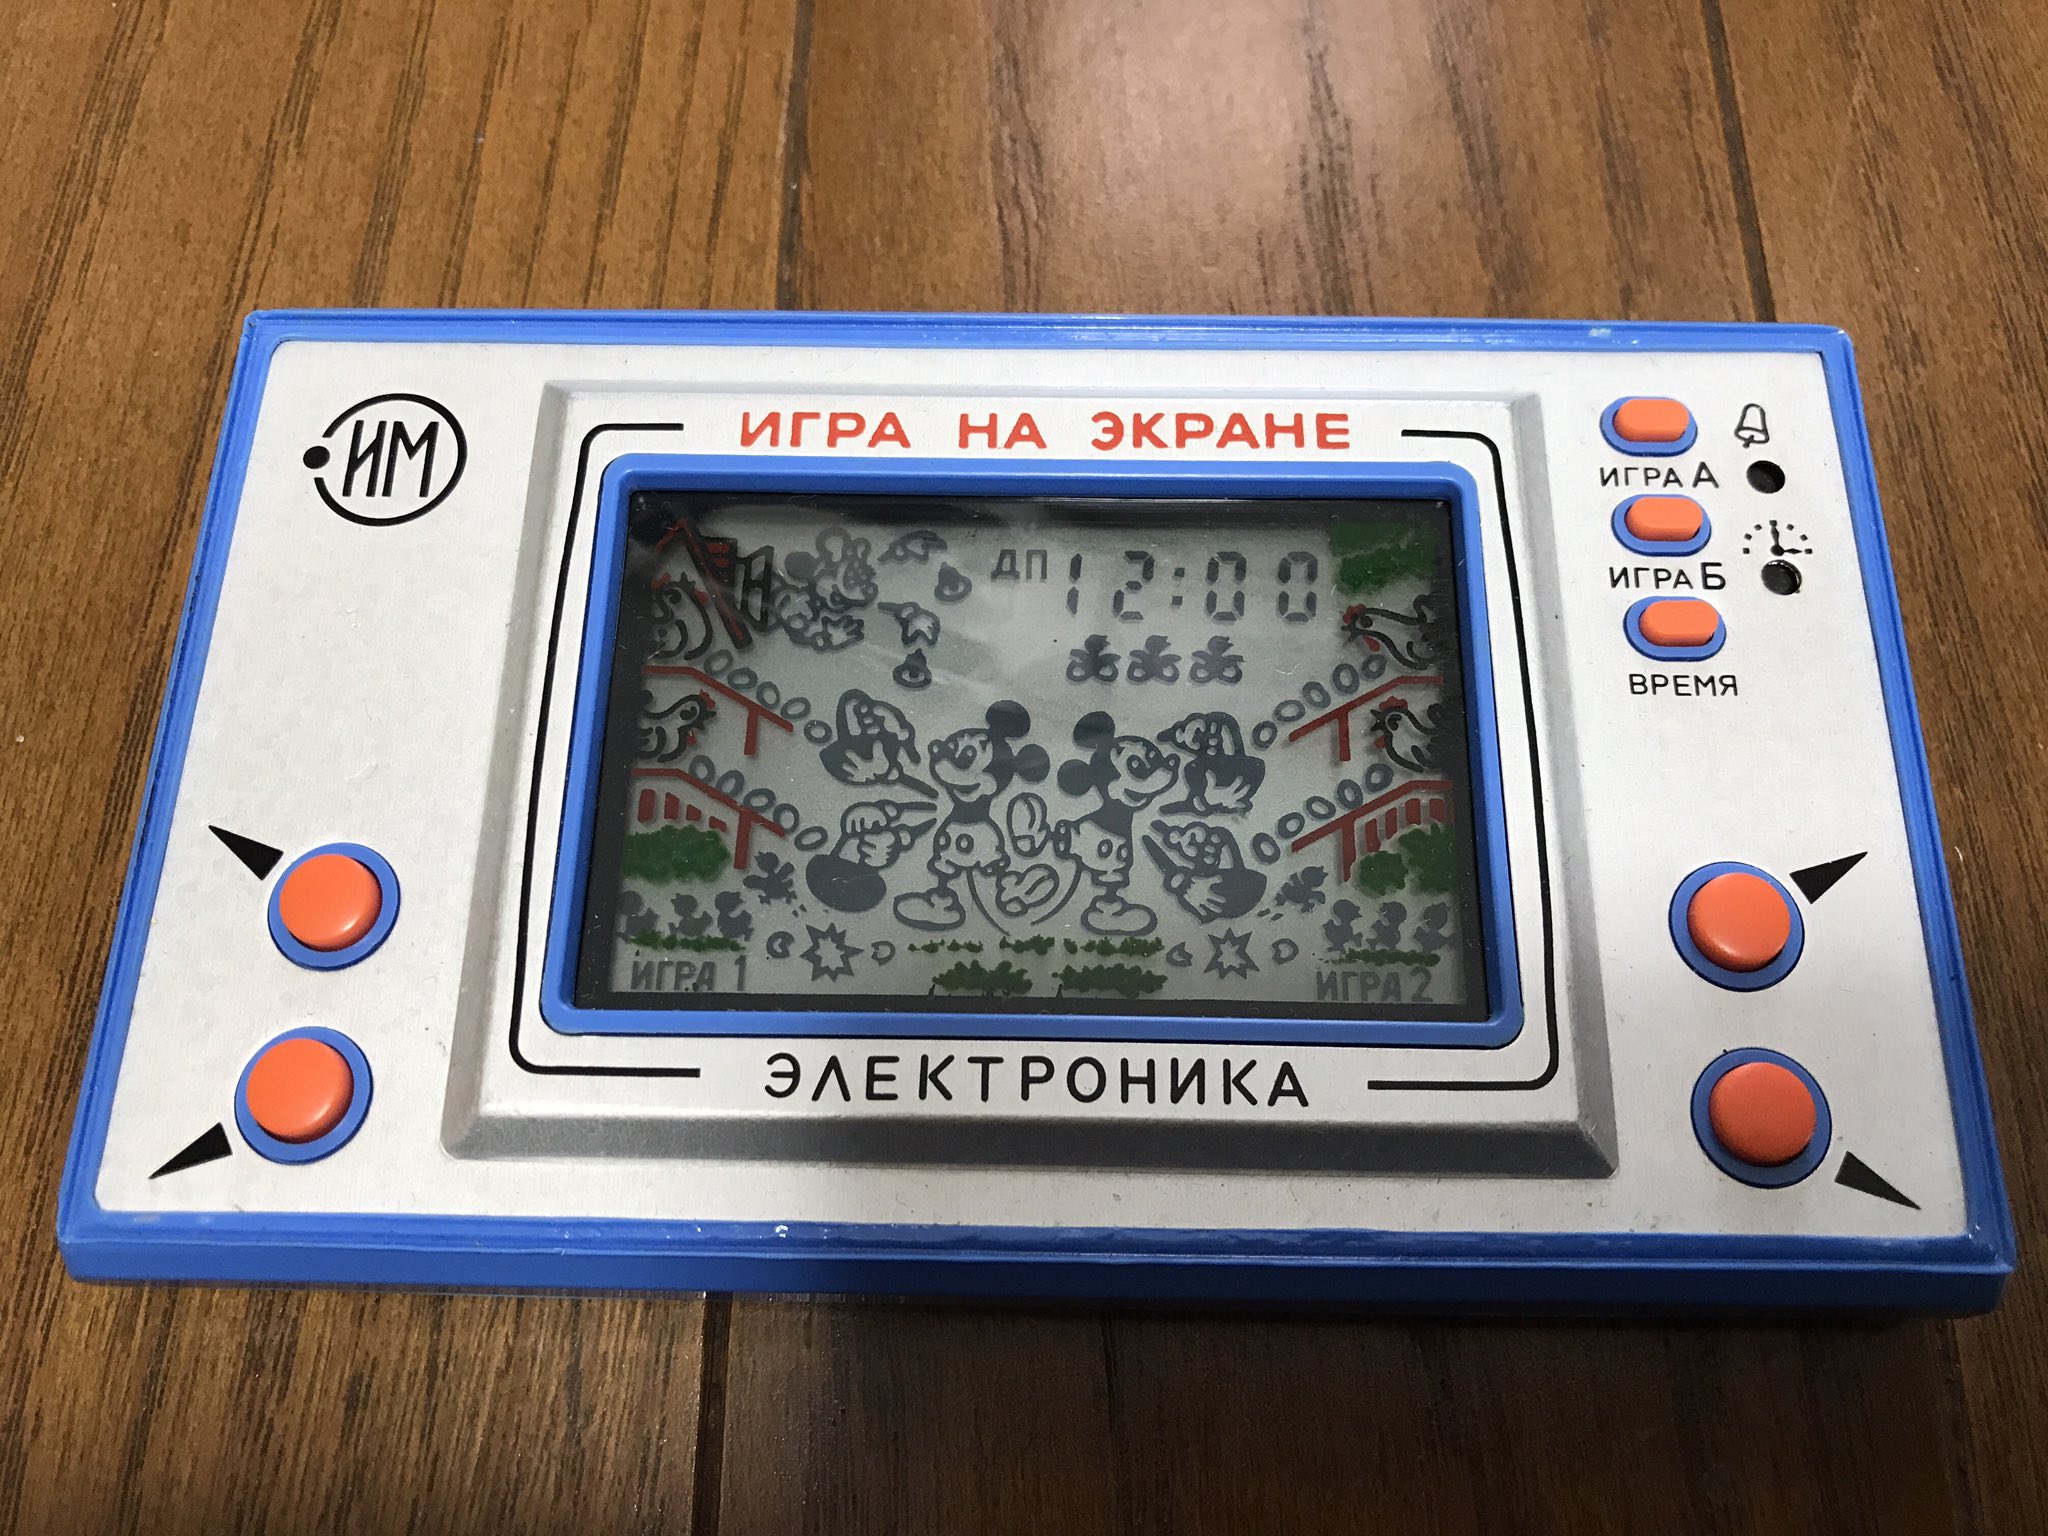 ИМ
ИГРА НА ЭКРАНЕ
ИГРА А
ИГРА Б
ВРЕМЯ
ДП 12:00
ИГРА 1
ИГРА 2
ЭЛЕКТРОНИКА